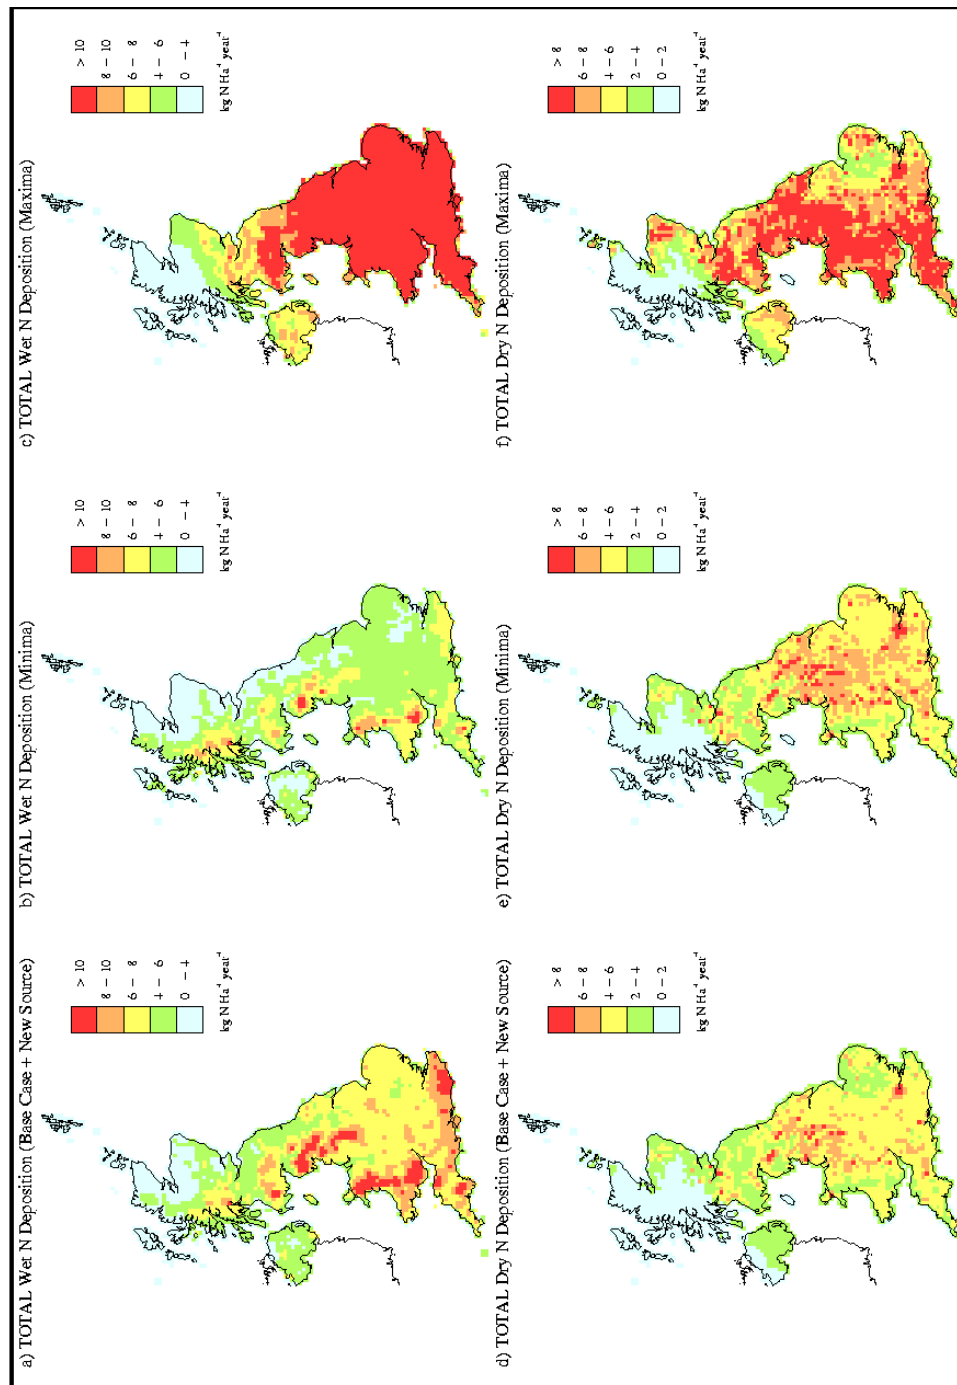 a) TOTAL Wet N Deposition (Base Case + New Source)
> 10
8 – 10
6 – 8
4 – 6
0 – 4
kg N Ha⁻¹ year⁻¹
b) TOTAL Wet N Deposition (Minima)
> 10
8 – 10
6 – 8
4 – 6
0 – 4
kg N Ha⁻¹ year⁻¹
c) TOTAL Wet N Deposition (Maxima)
> 10
8 – 10
6 – 8
4 – 6
0 – 4
kg N Ha⁻¹ year⁻¹
d) TOTAL Dry N Deposition (Base Case + New Source)
> 8
6 – 8
4 – 6
2 – 4
0 – 2
kg N Ha⁻¹ year⁻¹
e) TOTAL Dry N Deposition (Minima)
> 8
6 – 8
4 – 6
2 – 4
0 – 2
kg N Ha⁻¹ year⁻¹
f) TOTAL Dry N Deposition (Maxima)
> 8
6 – 8
4 – 6
2 – 4
0 – 2
kg N Ha⁻¹ year⁻¹